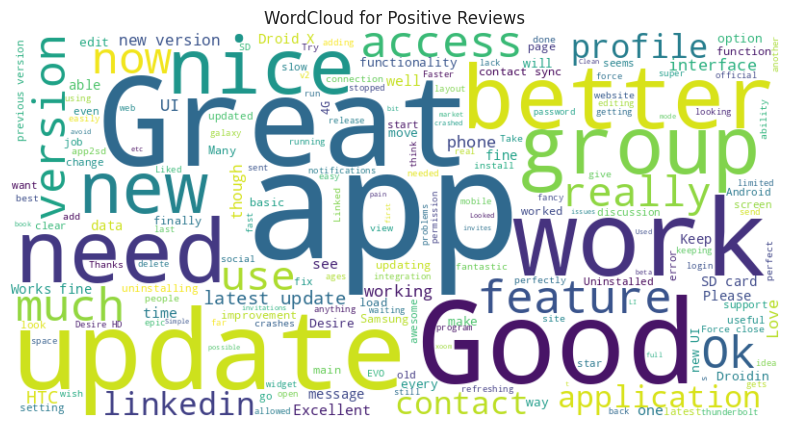 WordCloud for Positive Reviews
previous version
version
edit
new version
now
nice
Droid X
SD
Try
adding
slow
v2
access
functionality
well
connection
4G
contact sync
Faster
lack
layout
done
page
will
profile
interface
seems
force
Clean
super
option
function
official
another
able
easily
even
using
web
UI
updated
run
stopped
bit
market
crashed
start
move
website
editing
getting
password
looking
mode
ability
Great
better
job
app2sd
change
avoid
etc
Many
Liked
galaxy
release
running
notifications
phone
think
real
Take
fine
install
group
give
fancy
limited
Android
screen
send
want
best
new
though
sent
basic
easy
needed
Linked
pain
first
mobile
Looked
invites
problems
permission
view
app
really
worked
discussion
issues
Used
book
add
clear
data
last
finally
fast
social
need
Thanks
delete
uninstalling
work
Keep
keeping
error
login
beta
perfect
perfectly
Uninstalled
SD card
Please
Works fine
much
people
time
look
Desire HD
epic
Simple
use
see
fix
ages
integration
updating
fantastic
working
latest update
improvement
invitations
crashes
far
load
anything
waiting
Samsung
Desire
awesome
feature
make
program
site
star
support
useful
Force close
Love
new UI
update
Good
Ok
idea
space
possible
HTC
wish
setting
linkedin
widget
go
open
allowed
main
EVO
message
Excellent
old
still
every
refreshing
zoom
contact
way
full
application
one
back
latest
thunderbolt
gets
Droidin
s
t
ii